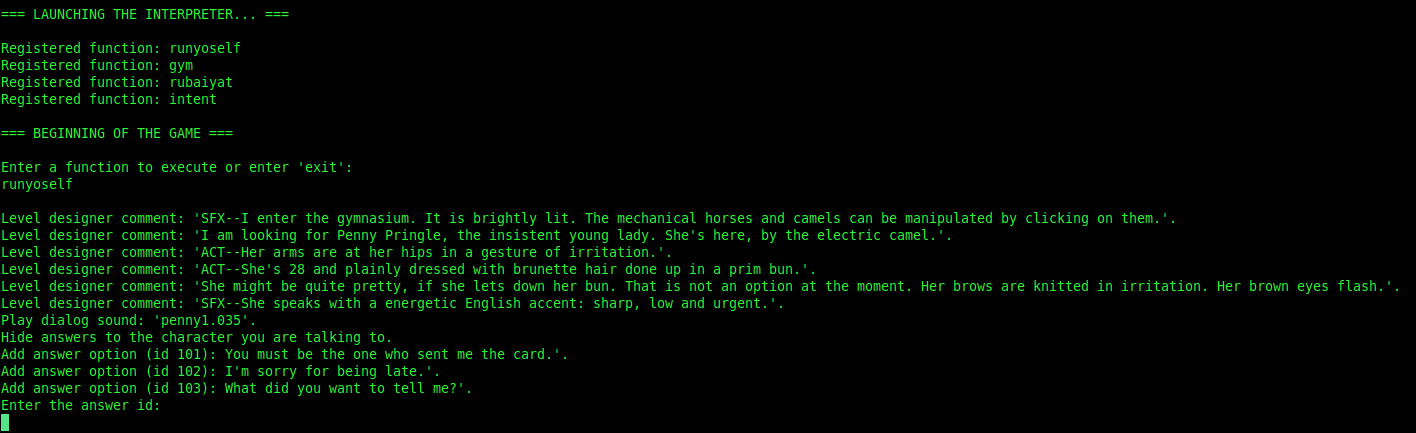 === LAUNCHING THE INTERPRETER... ===
Registered function: runyoself
Registered function: gym
Registered function: rubaiyat
Registered function: intent
=== BEGINNING OF THE GAME ===
Enter a function to execute or enter 'exit':
runyoself
Level designer comment: 'SFX--I enter the gymnasium. It is brightly lit. The mechanical horses and camels can be manipulated by clicking on them.'.
Level designer comment: 'I am looking for Penny Pringle, the insistent young lady. She's here, by the electric camel.'.
Level designer comment: 'ACT--Her arms are at her hips in a gesture of irritation.'.
Level designer comment: 'ACT--She's 28 and plainly dressed with brunette hair done up in a prim bun.'.
Level designer comment: 'She might be quite pretty, if she lets down her bun. That is not an option at the moment. Her brows are knitted in irritation. Her brown eyes flash.'.
Level designer comment: 'SFX--She speaks with a energetic English accent: sharp, low and urgent.'.
Play dialog sound: 'penny1.035'.
Hide answers to the character you are talking to.
Add answer option (id 101): You must be the one who sent me the card.'.
Add answer option (id 102): I'm sorry for being late.'.
Add answer option (id 103): What did you want to tell me?'.
Enter the answer id: